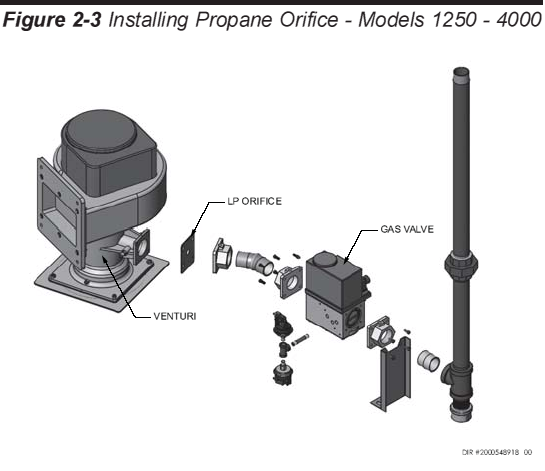 Figure 2-3 Installing Propane Orifice - Models 1250 - 4000
LP ORIFICE
GAS VALVE
VENTURI
DIR #2000548918 00